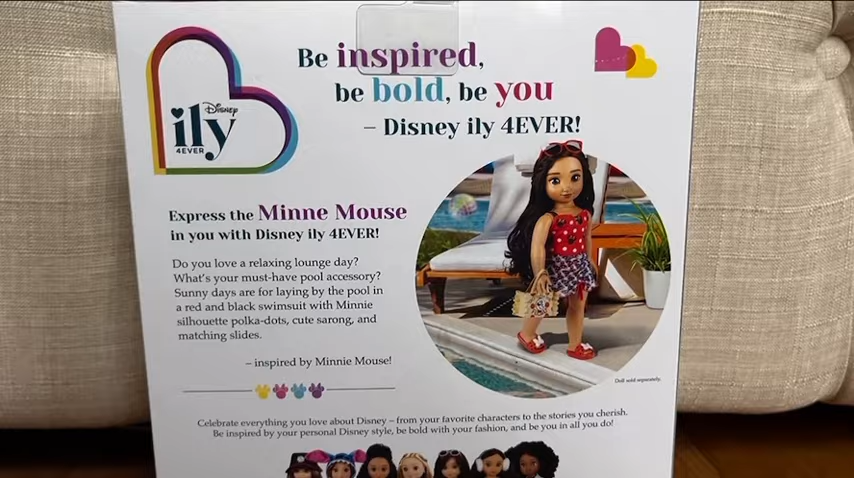 Be inspired,
be bold, be you
– Disney ily 4EVER!
Disney
ily
4EVER
Express the Minne Mouse
in you with Disney ily 4EVER!
Do you love a relaxing lounge day?
What's your must-have pool accessory?
Sunny days are for laying by the pool in
a red and black swimsuit with Minnie
silhouette polka-dots, cute sarong, and
matching slides.
– inspired by Minnie Mouse!
Doll sold separately.
Celebrate everything you love about Disney – from your favorite characters to the stories you cherish.
Be inspired by your personal Disney style, be bold with your fashion, and be you in all you do!